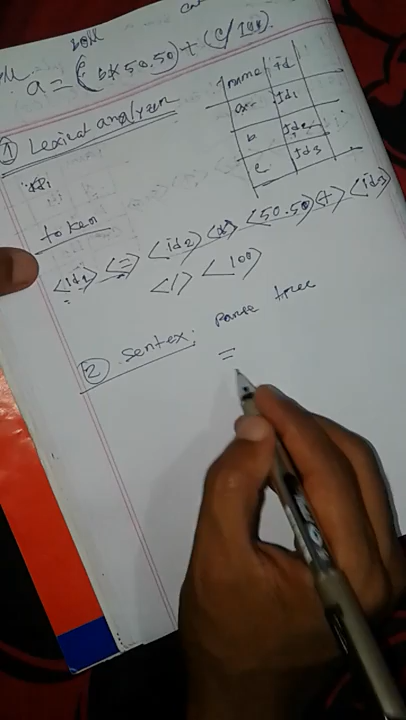 a = (b*50.50) + (c/100).
① Lexical analyzer
name id
a id1
b id2
c id3
token
<id1> <=> <id2> <*> <50.50> <+> <id3>
</> <100>
② Sentex: Parse tree
=